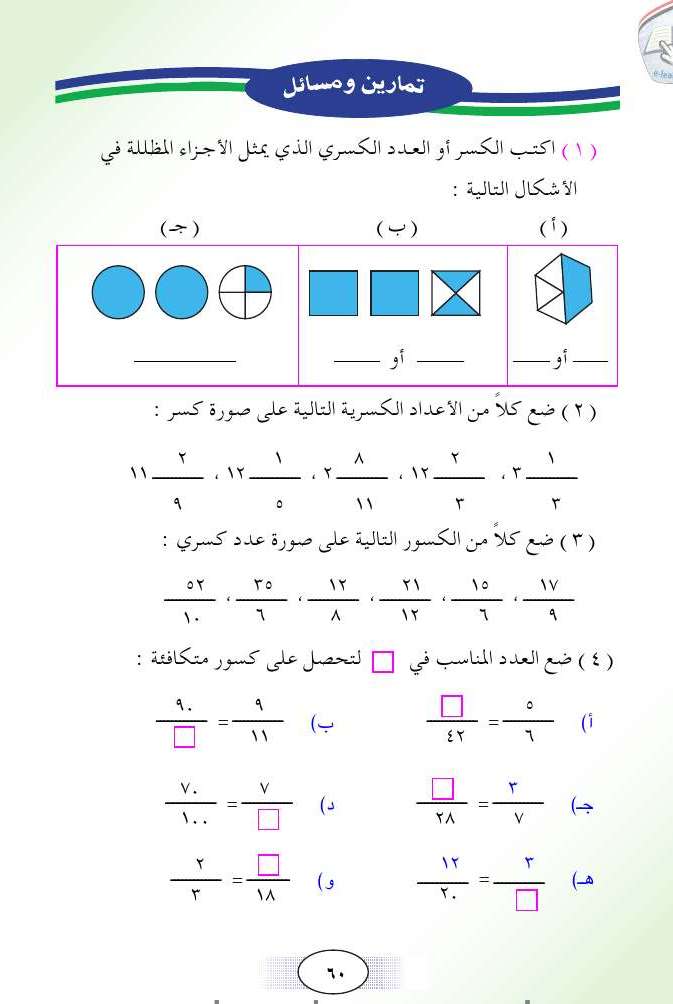 تمارين ومسائل
(١) اكتب الكسر أو العدد الكسري الذي يمثل الأجزاء المظللة في
الأشكال التالية :
(أ) (ب) (جـ)
____ أو ____ ____ أو ____ ________
(٢) ضع كلاً من الأعداد الكسرية التالية على صورة كسر :
٣ ١/٣ ، ١٢ ٢/٣ ، ٢ ٨/١١ ، ١٢ ١/٥ ، ١١ ٢/٩
(٣) ضع كلاً من الكسور التالية على صورة عدد كسري :
١٧/٩ ، ١٥/٦ ، ٢١/١٢ ، ١٢/٨ ، ٣٥/٦ ، ٥٢/١٠
(٤) ضع العدد المناسب في □ لتحصل على كسور متكافئة :
أ) ٥/٦ = □/٤٢ ب) ٩/١١ = ٩٠/□
جـ) ٣/٧ = □/٢٨ د) ٧/□ = ٧٠/١٠٠
هـ) ٣/□ = ١٢/٢٠ و) □/١٨ = ٢/٣
٦٠